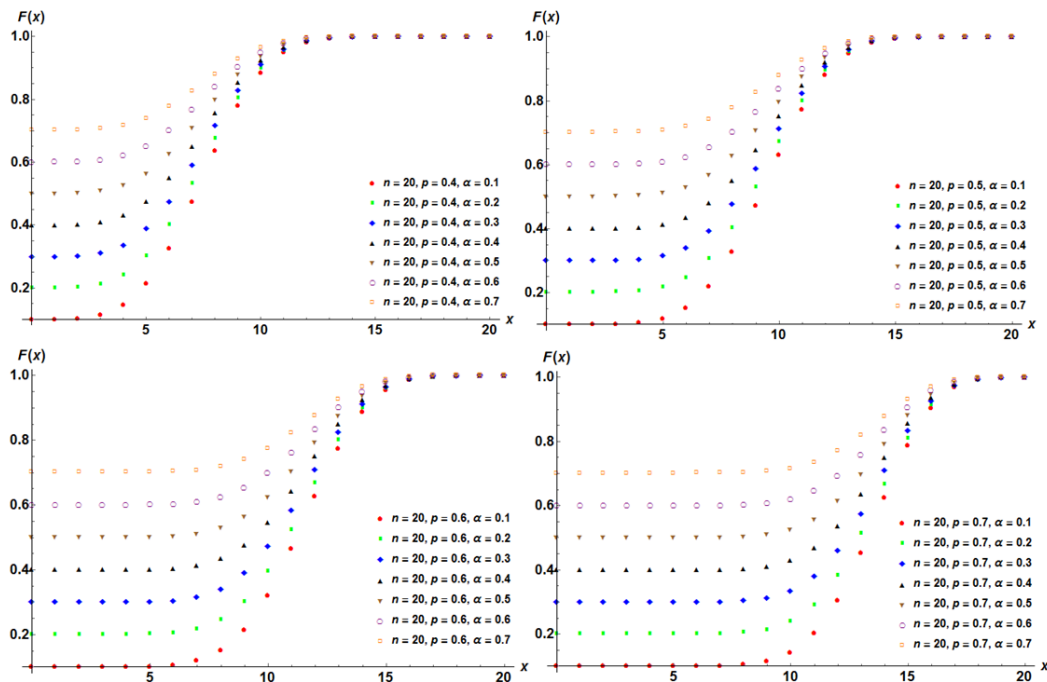 F(x)
1.0
0.8
0.6
0.4
0.2
5
10
15
20
x
n = 20, p = 0.4, α = 0.1
n = 20, p = 0.4, α = 0.2
n = 20, p = 0.4, α = 0.3
n = 20, p = 0.4, α = 0.4
n = 20, p = 0.4, α = 0.5
n = 20, p = 0.4, α = 0.6
n = 20, p = 0.4, α = 0.7
F(x)
1.0
0.8
0.6
0.4
0.2
5
10
15
20
x
n = 20, p = 0.5, α = 0.1
n = 20, p = 0.5, α = 0.2
n = 20, p = 0.5, α = 0.3
n = 20, p = 0.5, α = 0.4
n = 20, p = 0.5, α = 0.5
n = 20, p = 0.5, α = 0.6
n = 20, p = 0.5, α = 0.7
F(x)
1.0
0.8
0.6
0.4
0.2
5
10
15
20
x
n = 20, p = 0.6, α = 0.1
n = 20, p = 0.6, α = 0.2
n = 20, p = 0.6, α = 0.3
n = 20, p = 0.6, α = 0.4
n = 20, p = 0.6, α = 0.5
n = 20, p = 0.6, α = 0.6
n = 20, p = 0.6, α = 0.7
F(x)
1.0
0.8
0.6
0.4
0.2
5
10
15
20
x
n = 20, p = 0.7, α = 0.1
n = 20, p = 0.7, α = 0.2
n = 20, p = 0.7, α = 0.3
n = 20, p = 0.7, α = 0.4
n = 20, p = 0.7, α = 0.5
n = 20, p = 0.7, α = 0.6
n = 20, p = 0.7, α = 0.7